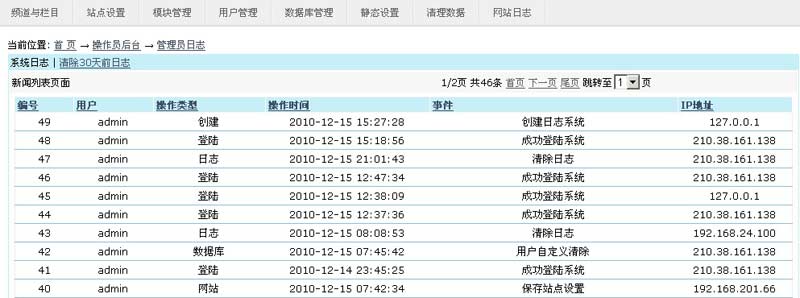 频道与栏目 站点设置 模块管理 用户管理 数据库管理 静态设置 清理数据 网站日志
当前位置: 首 页 → 操作员后台 → 管理员日志
系统日志 | 清除30天前日志
新闻列表页面 1/2页 共46条 首页 下一页 尾页 跳转至 1 页
编号 用户 操作类型 操作时间 事件 IP地址
49 admin 创建 2010-12-15 15:27:28 创建日志系统 127.0.0.1
48 admin 登陆 2010-12-15 15:18:56 成功登陆系统 210.38.161.138
47 admin 日志 2010-12-15 21:01:43 清除日志 210.38.161.138
46 admin 登陆 2010-12-15 12:47:34 成功登陆系统 210.38.161.138
45 admin 登陆 2010-12-15 12:38:09 成功登陆系统 127.0.0.1
44 admin 登陆 2010-12-15 12:37:36 成功登陆系统 210.38.161.138
43 admin 日志 2010-12-15 08:08:53 清除日志 192.168.24.100
42 admin 数据库 2010-12-15 07:45:42 用户自定义清除 210.38.161.138
41 admin 登陆 2010-12-14 23:45:25 成功登陆系统 210.38.161.138
40 admin 网站 2010-12-15 07:42:34 保存站点设置 192.168.201.66